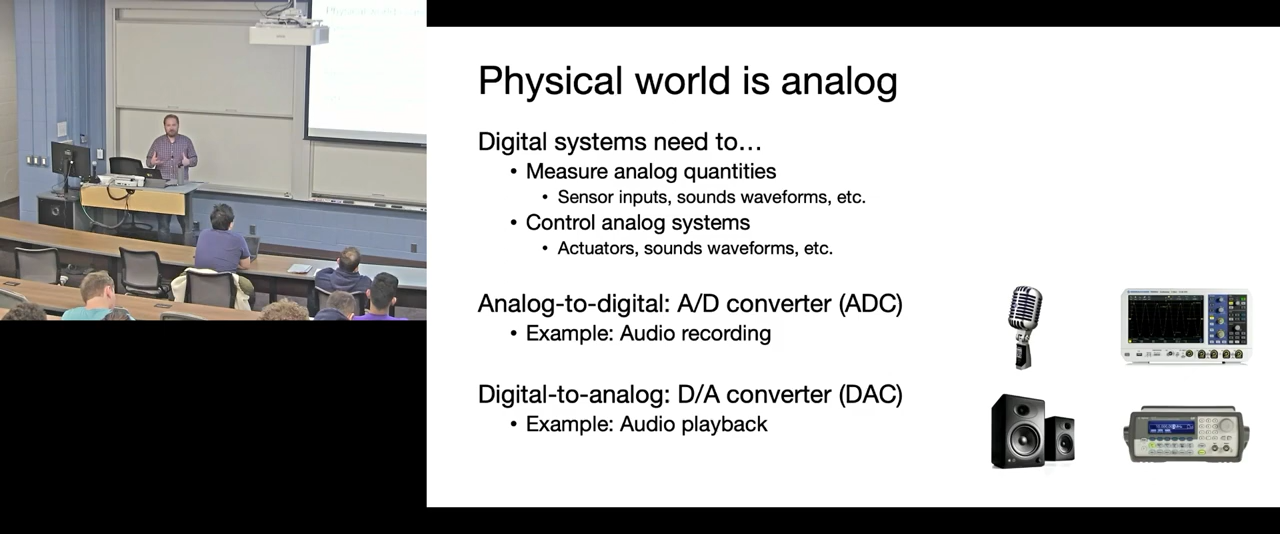 Physical world is analog
Digital systems need to…
• Measure analog quantities
• Sensor inputs, sounds waveforms, etc.
• Control analog systems
• Actuators, sounds waveforms, etc.
Analog-to-digital: A/D converter (ADC)
• Example: Audio recording
Digital-to-analog: D/A converter (DAC)
• Example: Audio playback